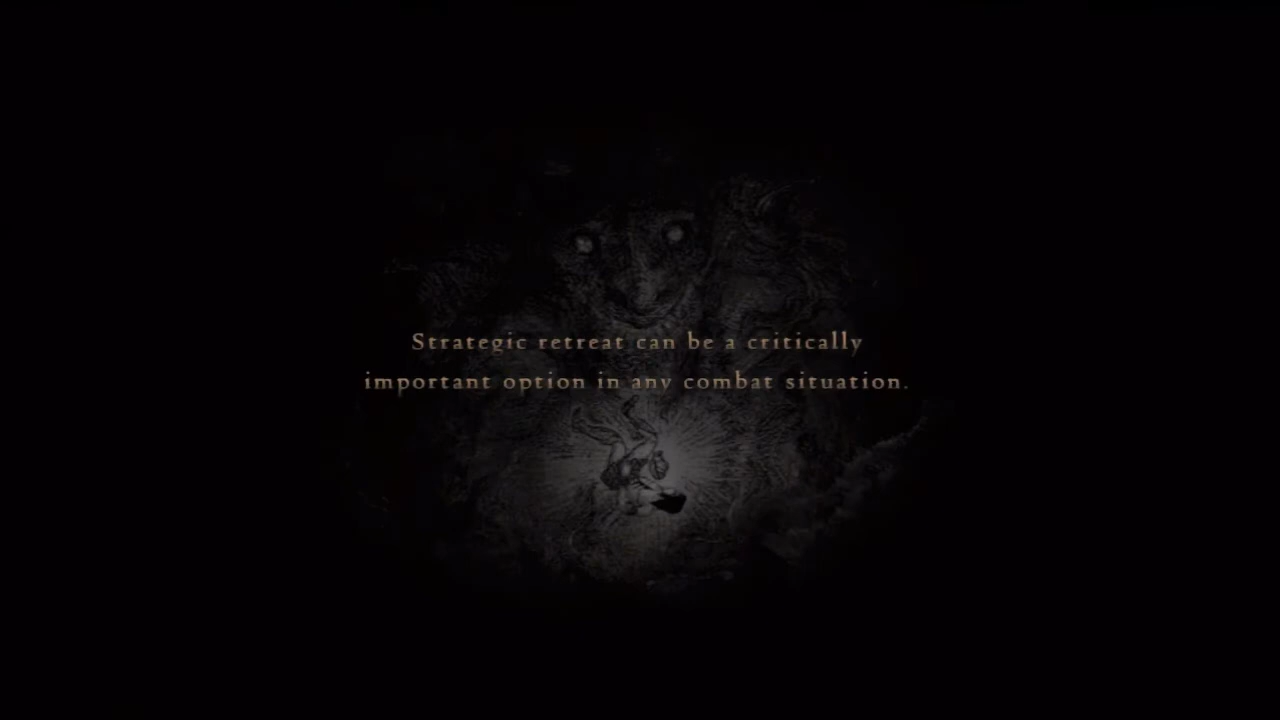 Strategic retreat can be a critically
important option in any combat situation.